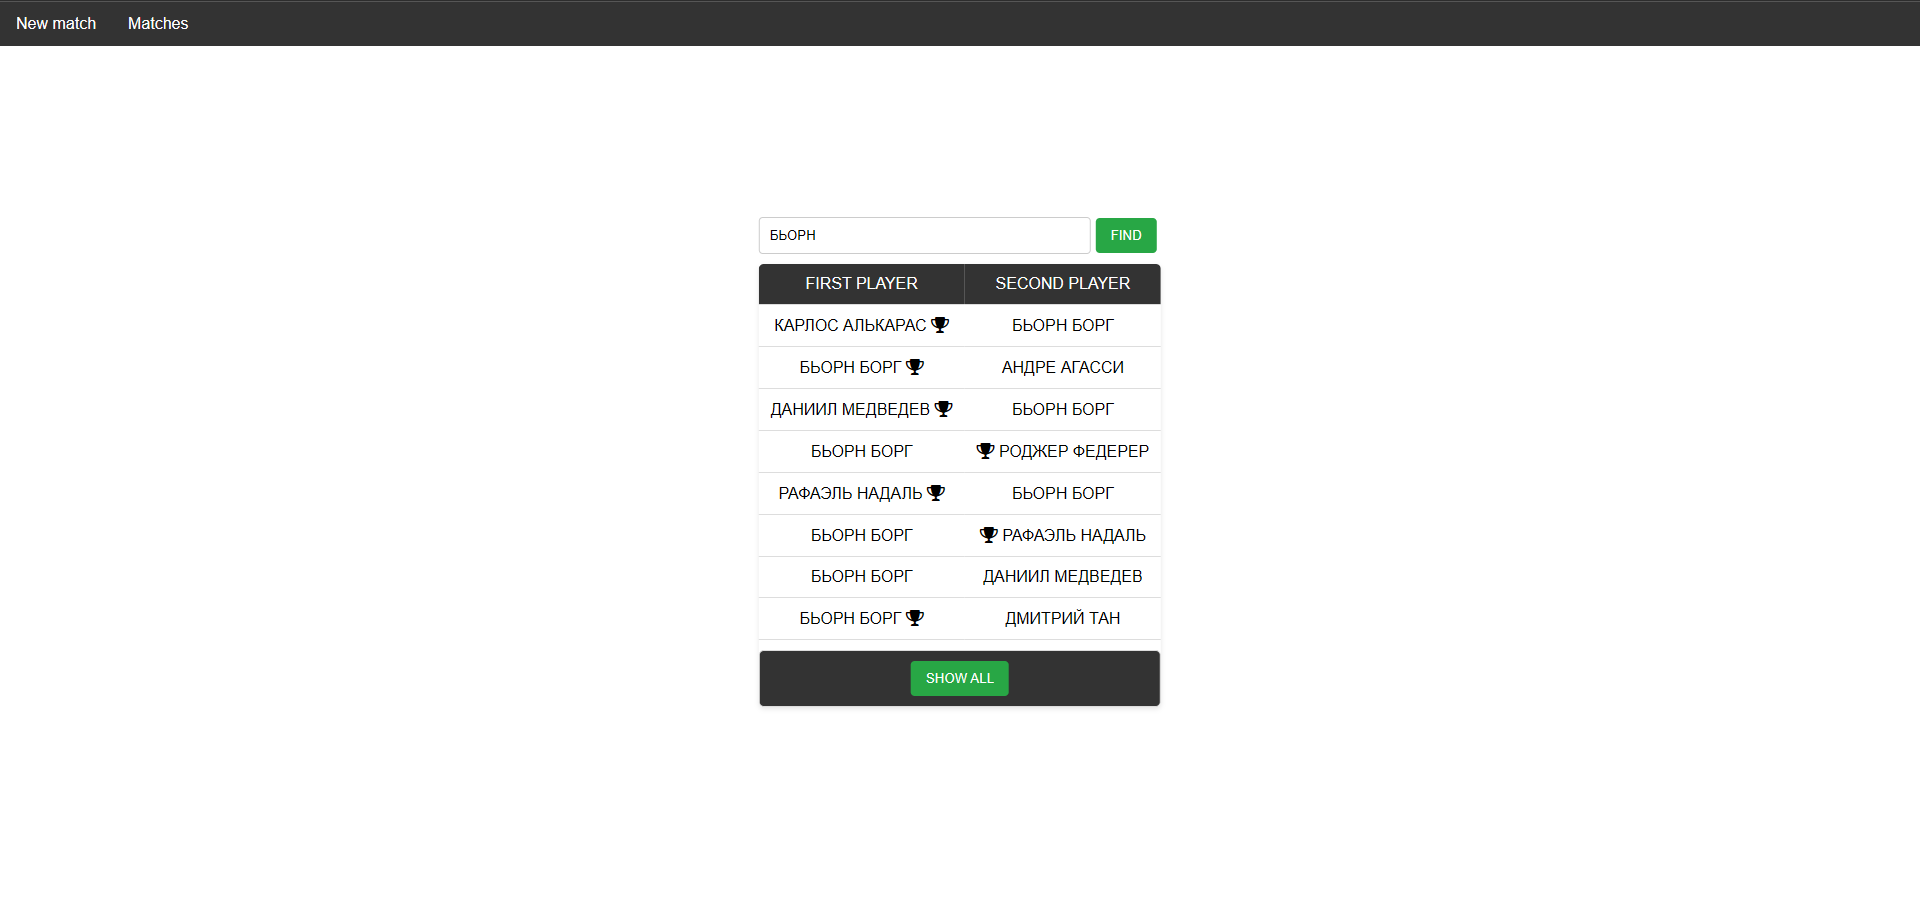 New match Matches
БЬОРН FIND
FIRST PLAYER SECOND PLAYER
КАРЛОС АЛЬКАРАС БЬОРН БОРГ
БЬОРН БОРГ АНДРЕ АГАССИ
ДАНИИЛ МЕДВЕДЕВ БЬОРН БОРГ
БЬОРН БОРГ РОДЖЕР ФЕДЕРЕР
РАФАЭЛЬ НАДАЛЬ БЬОРН БОРГ
БЬОРН БОРГ РАФАЭЛЬ НАДАЛЬ
БЬОРН БОРГ ДАНИИЛ МЕДВЕДЕВ
БЬОРН БОРГ ДМИТРИЙ ТАН
SHOW ALL